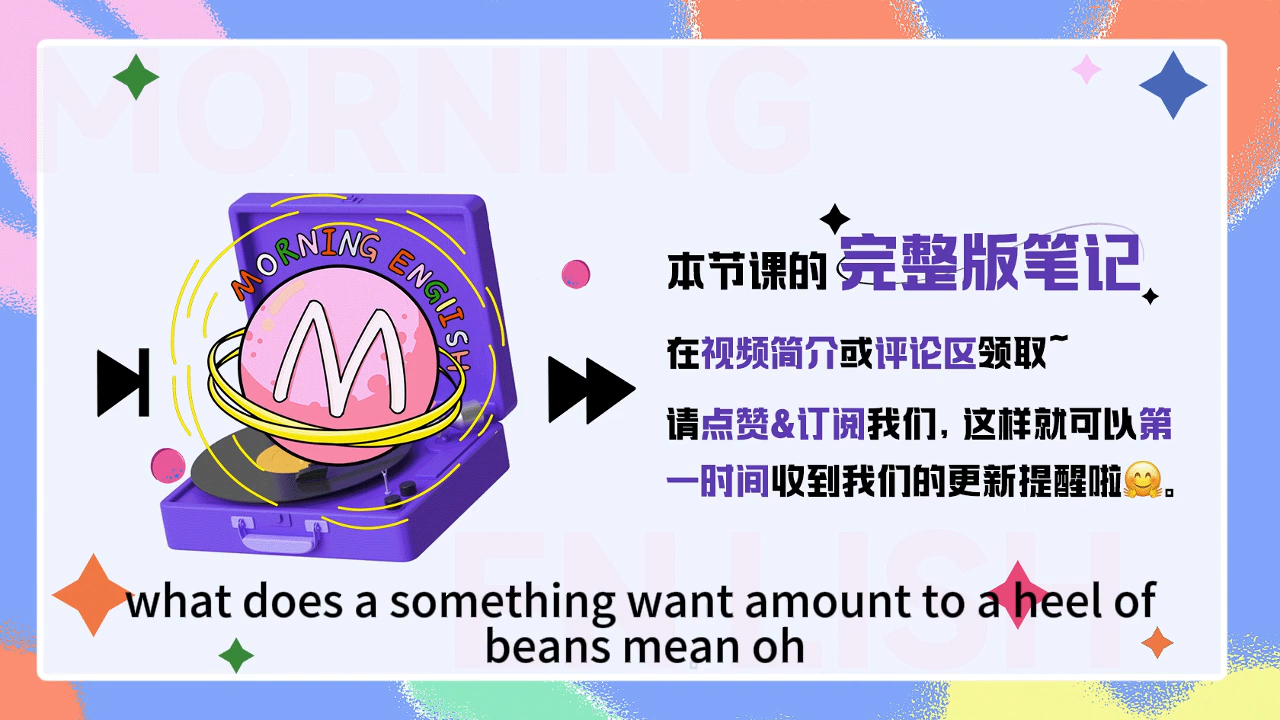 MORNING
MORNING ENGlISH
M
本节课的 完整版笔记
在视频简介或评论区领取~
请点赞&订阅我们, 这样就可以第
一时间收到我们的更新提醒啦🤗。
EN LISH
what does a something want amount to a heel of
beans mean oh